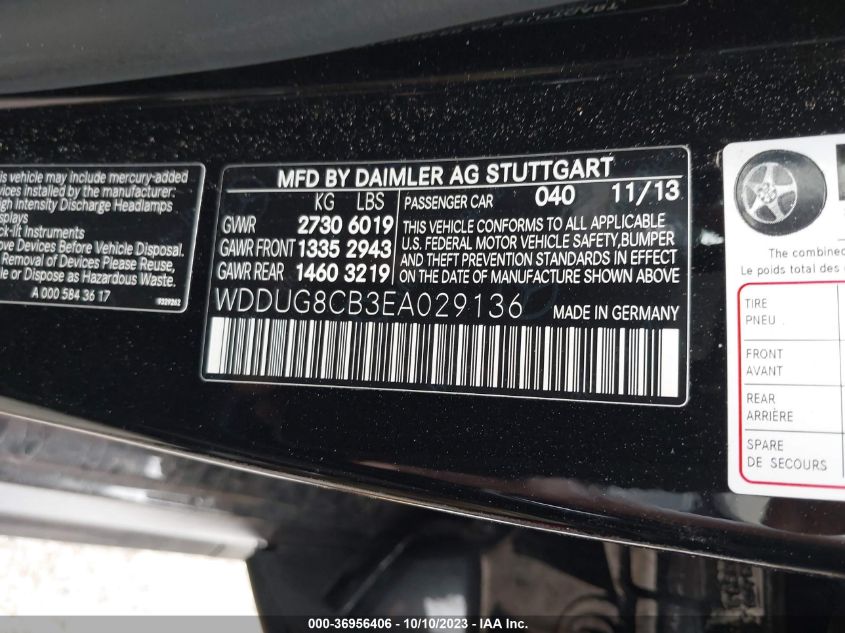 his vehicle may include mercury-added
evices installed by the manufacturer:
igh Intensity Discharge Headlamps
isplays
ck-lit Instruments
ove Devices Before Vehicle Disposal.
Removal of Devices Please Reuse,
le or Dispose as Hazardous Waste.
A 000 584 36 17
MFD BY DAIMLER AG STUTTGART
KG LBS
GVWR 2730 6019
GAWR FRONT 1335 2943
GAWR REAR 1460 3219
PASSENGER CAR 040 11/13
THIS VEHICLE CONFORMS TO ALL APPLICABLE
U.S. FEDERAL MOTOR VEHICLE SAFETY,BUMPER
AND THEFT PREVENTION STANDARDS IN EFFECT
ON THE DATE OF MANUFACTURE SHOWN ABOVE.
WDDUG8CB3EA029136 MADE IN GERMANY
The combined
Le poids total des
TIRE
PNEU
FRONT
AVANT
REAR
ARRIÈRE
SPARE
DE SECOURS
000-36956406 - 10/10/2023 - IAA Inc.